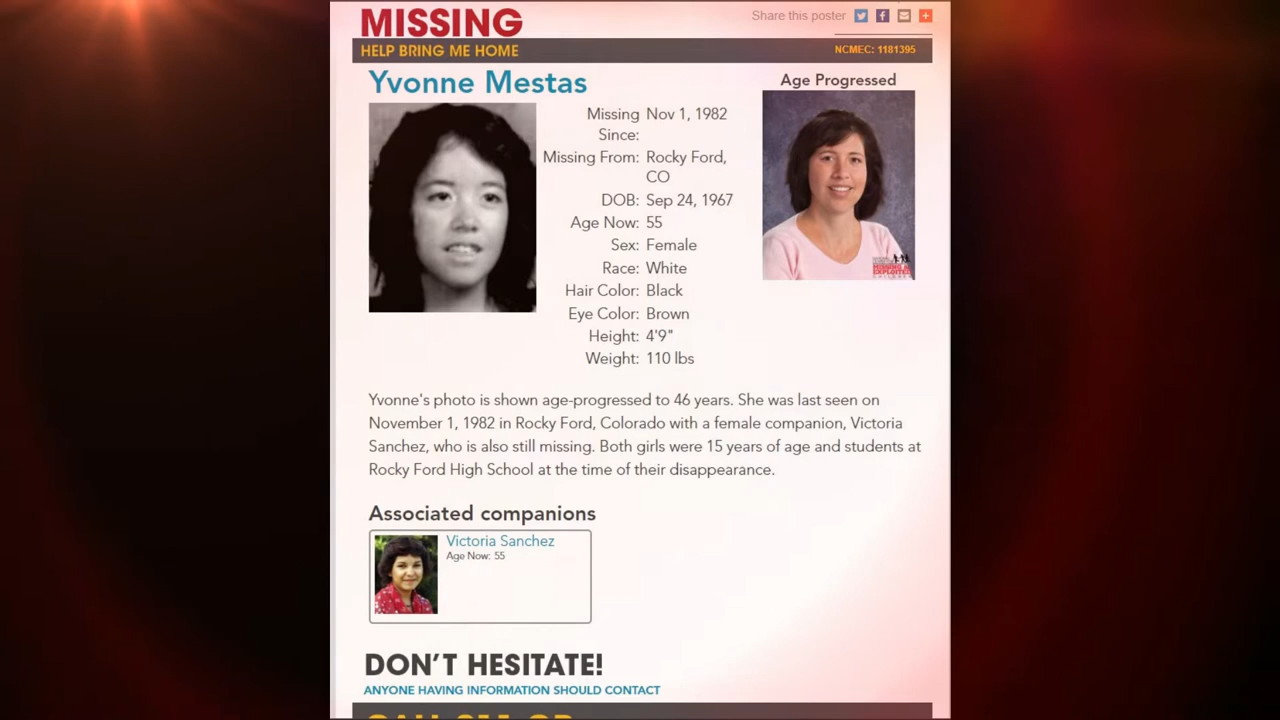 MISSING
Share this poster
HELP BRING ME HOME
NCMEC: 1181395
Yvonne Mestas
Age Progressed
Missing Since: Nov 1, 1982
Missing From: Rocky Ford, CO
DOB: Sep 24, 1967
Age Now: 55
Sex: Female
Race: White
Hair Color: Black
Eye Color: Brown
Height: 4'9"
Weight: 110 lbs
MISSING &
EXPLOITED
Yvonne's photo is shown age-progressed to 46 years. She was last seen on
November 1, 1982 in Rocky Ford, Colorado with a female companion, Victoria
Sanchez, who is also still missing. Both girls were 15 years of age and students at
Rocky Ford High School at the time of their disappearance.
Associated companions
Victoria Sanchez
Age Now: 55
DON'T HESITATE!
ANYONE HAVING INFORMATION SHOULD CONTACT